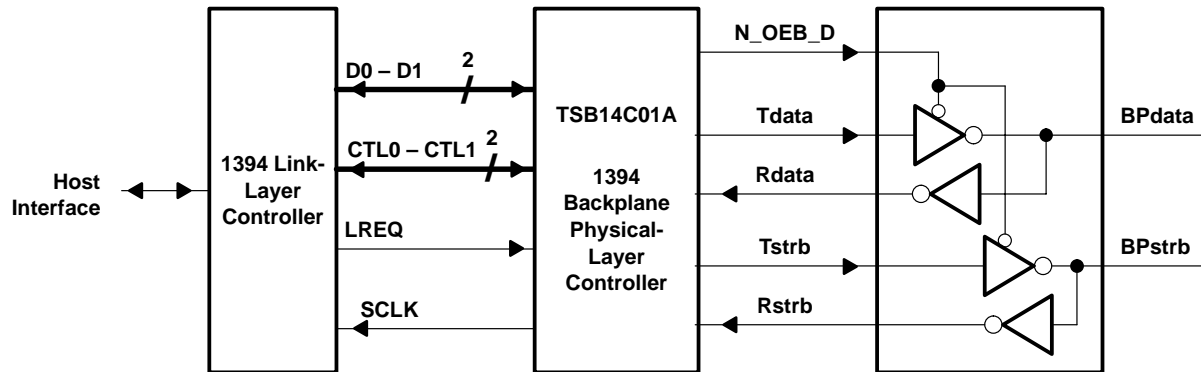 Host
Interface
1394 Link-
Layer
Controller
D0 – D1
2
CTL0 – CTL1
2
LREQ
SCLK
TSB14C01A
1394
Backplane
Physical-
Layer
Controller
N_OEB_D
Tdata
Rdata
Tstrb
Rstrb
BPdata
BPstrb